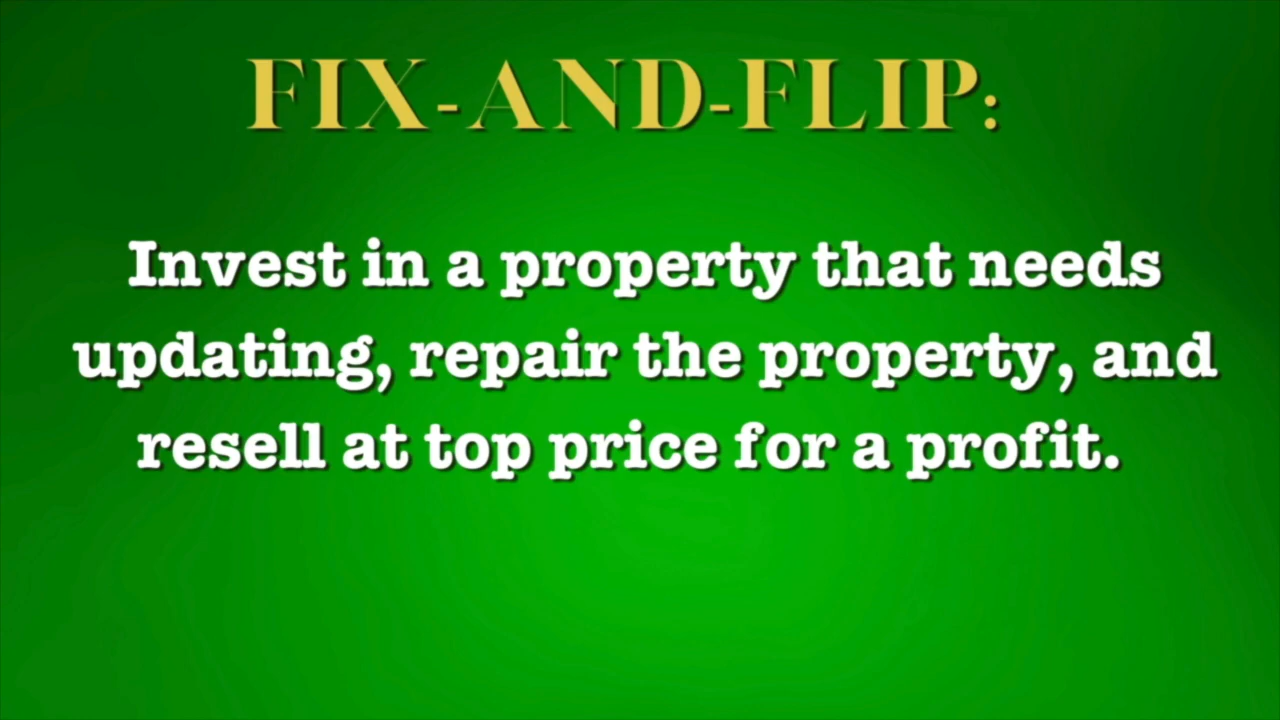 FIX-AND-FLIP:
Invest in a property that needs
updating, repair the property, and
resell at top price for a profit.